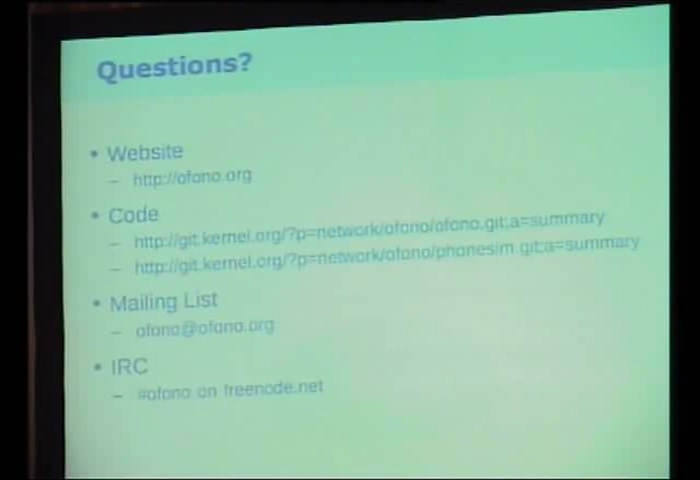 Questions?
• Website
– http://ofono.org
• Code
– http://git.kernel.org/?p=network/ofono/ofono.git;a=summary
– http://git.kernel.org/?p=network/ofono/phonesim.git;a=summary
• Mailing List
– ofono@ofono.org
• IRC
– #ofono on freenode.net